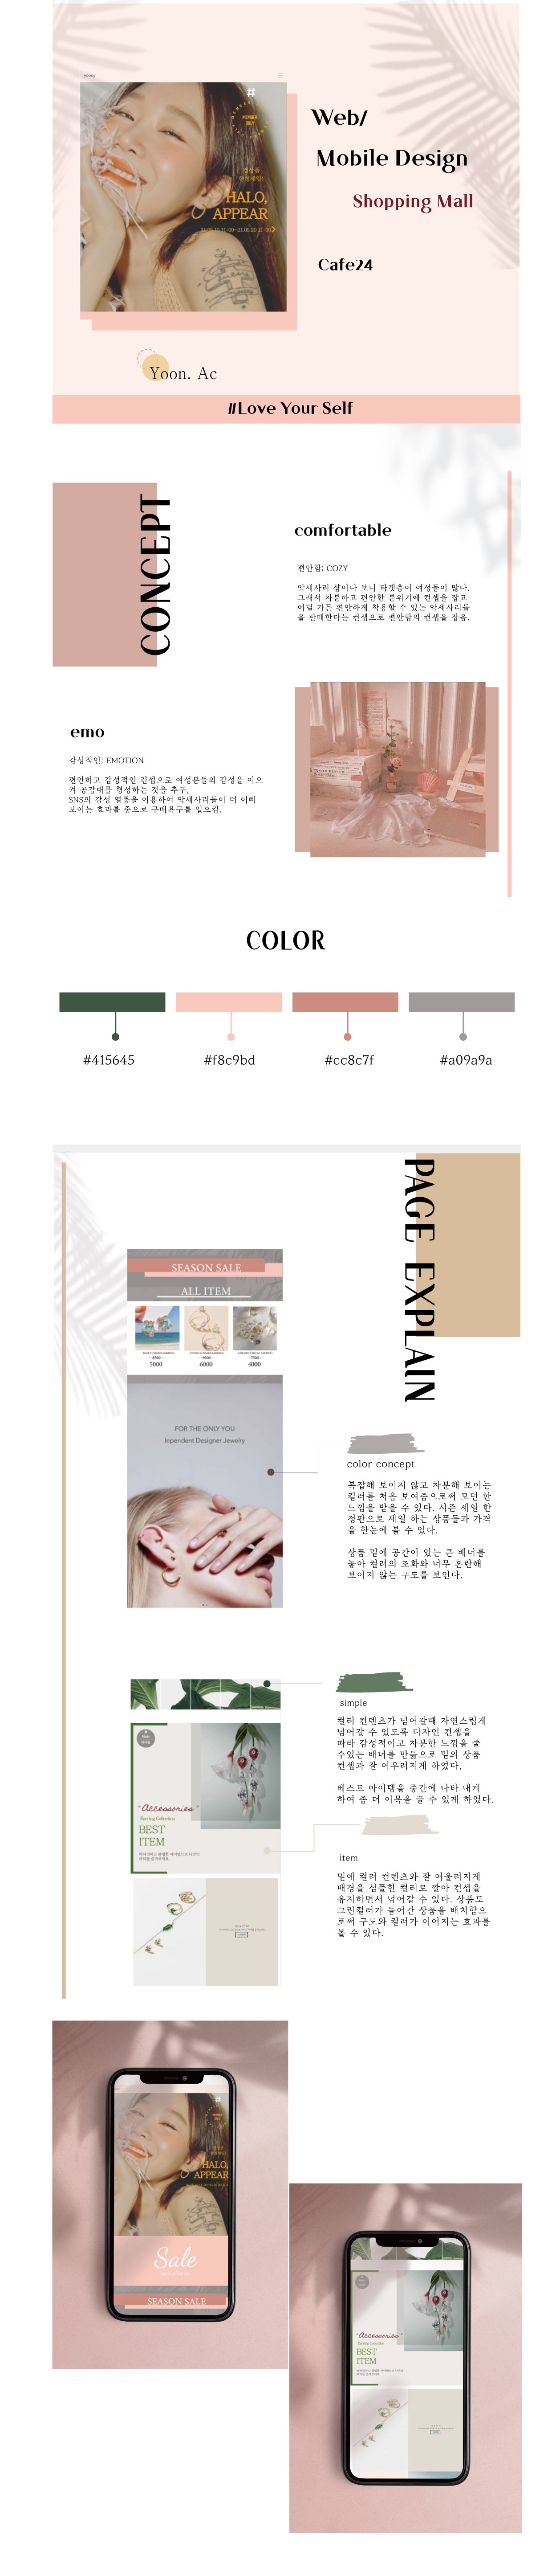 #
MEMBER
ONLY
HALO,
APPEAR
Web/
Mobile Design
Shopping Mall
Cafe24
Yoon. Ac
#Love Your Self
CONCEPT
comfortable
편안함; COZY
악세사리 샵이다 보니 타겟층이 여성들이 많다.
그래서 차분하고 편안한 분위기에 컨셉을 잡고
어딜 가든 편안하게 착용할 수 있는 악세사리들
을 판매한다는 컨셉으로 편안함의 컨셉을 잡음.
emo
감성적인; EMOTION
편안하고 감성적인 컨셉으로 여성분들의 감성을 이으
켜 공감대를 형성하는 것을 추구,
SNS의 감성 열풍을 이용하여 악세사리들이 더 이뻐
보이는 효과를 줌으로 구매욕구를 일으킴.
COLOR
#415645
#f8c9bd
#cc8c7f
#a09a9a
PAGE EXPLAIN
SEASON SALE
ALL ITEM
5000
6000
4000
FOR THE ONLY YOU
Inpendent Designer Jewelry
color concept
복잡해 보이지 않고 차분해 보이는
컬러를 처음 보여줌으로써 모던 한
느낌을 받을 수 있다. 시즌 세일 한
정판으로 세일 하는 상품들과 가격
을 한눈에 볼 수 있다.
상품 밑에 공간이 있는 큰 배너를
놓아 컬러의 조화와 너무 혼란해
보이지 않는 구도를 보인다.
simple
컬러 컨텐츠가 넘어갈때 자연스럽게
넘어갈 수 있도록 디자인 컨셉을
따라 감성적이고 차분한 느낌을 줄
수있는 배너를 만듦으로 밑의 상품
컨셉과 잘 어우러지게 하였다,
베스트 아이템을 중간에 나타 내게
하여 좀 더 이목을 끌 수 있게 하였다.
"Accessories"
Earring Collection
BEST
ITEM
item
밑에 컬러 컨텐츠와 잘 어울러지게
배경을 심플한 컬러로 깔아 컨셉을
유지하면서 넘어갈 수 있다. 상품도
그린컬러가 들어간 상품을 배치함으
로써 구도와 컬러가 이어지는 효과를
볼 수 있다.
HALO,
APPEAR
Sale
SEASON SALE
"Accessories"
Earring Collection
BEST
ITEM